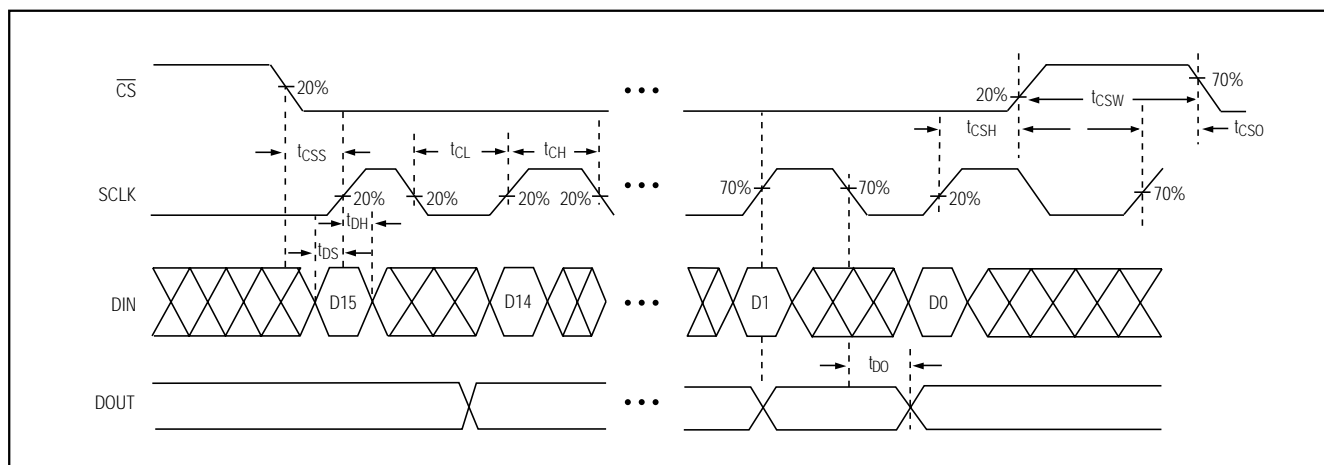 CS
20%
20%
tCSW
70%
tCSS
tCL
tCH
tCSH
tCSO
SCLK
20%
20%
20%
20%
70%
70%
20%
70%
tDH
tDS
DIN
D15
D14
D1
D0
tDO
DOUT